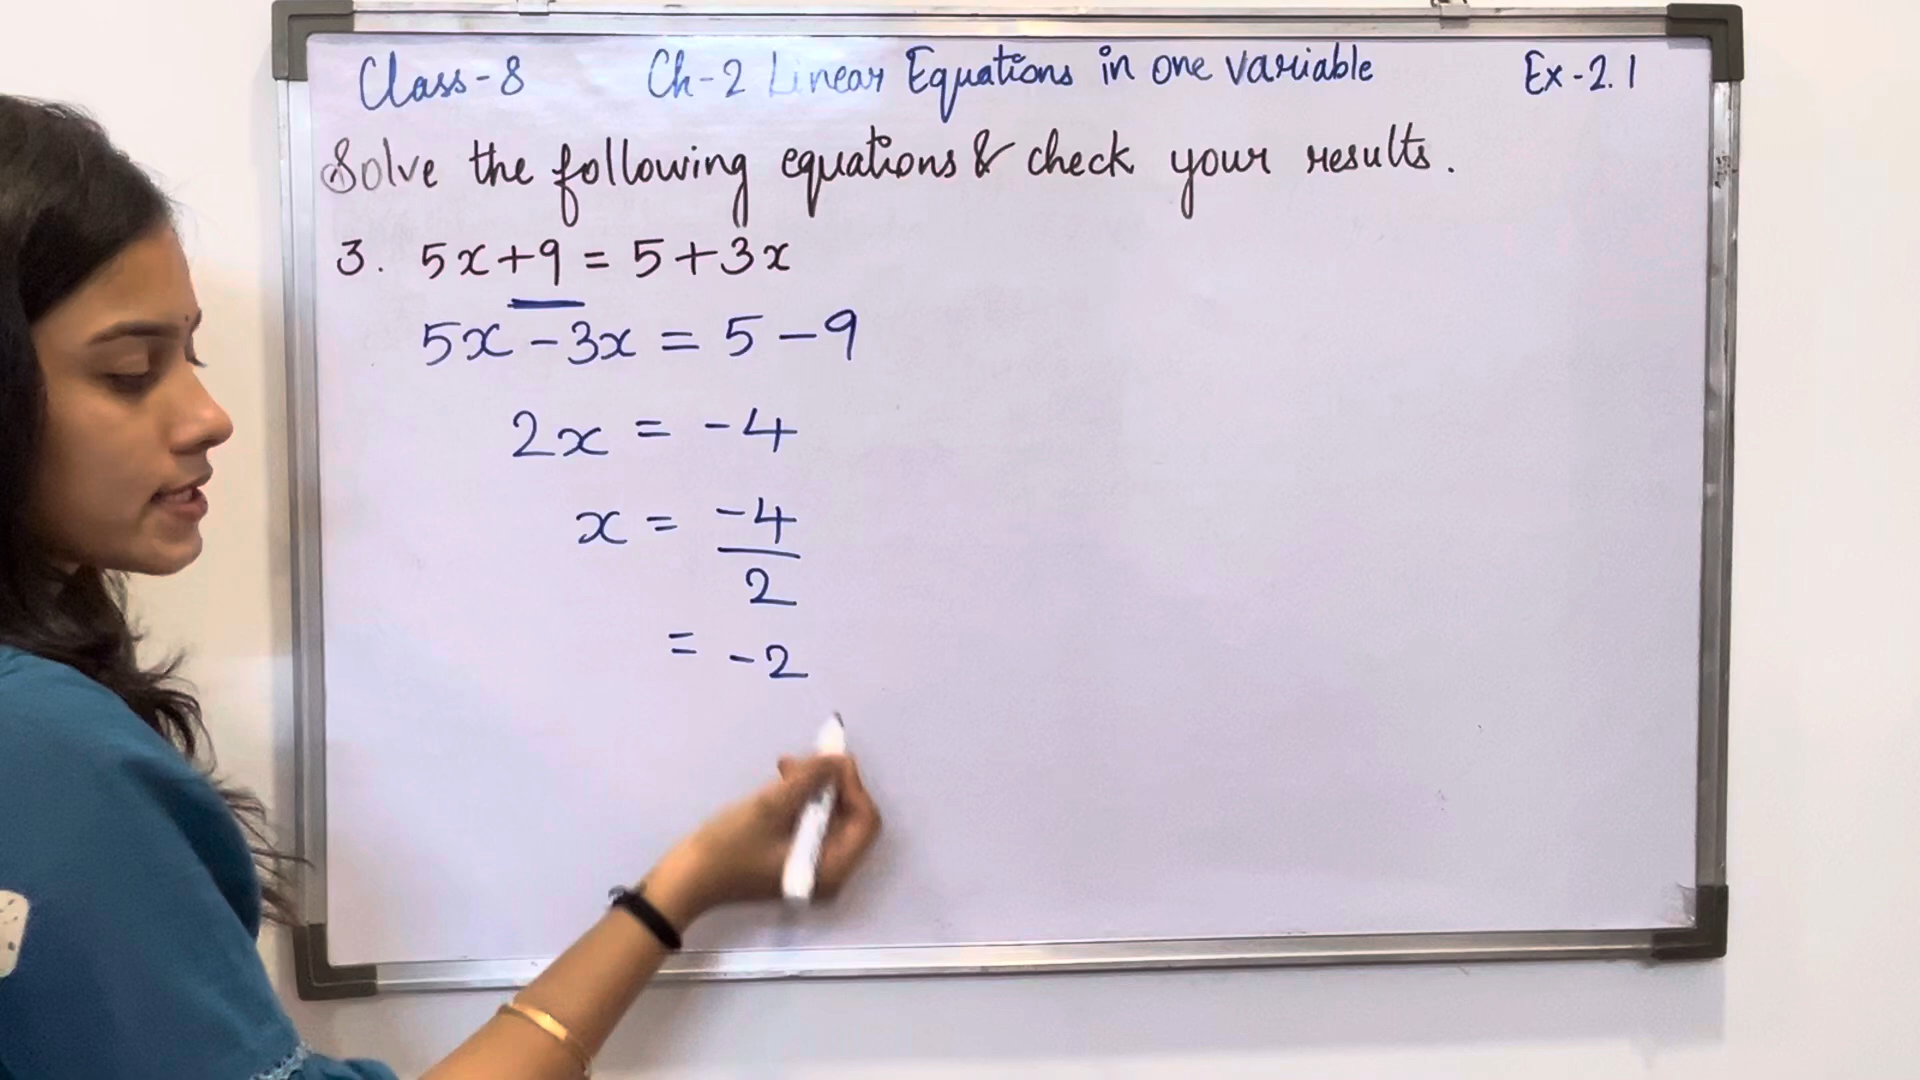 Class-8 Ch-2 Linear Equations in one variable Ex-2.1
Solve the following equations & check your results.
3. 5x+9=5+3x
5x-3x=5-9
2x=-4
x=-4/2
=-2